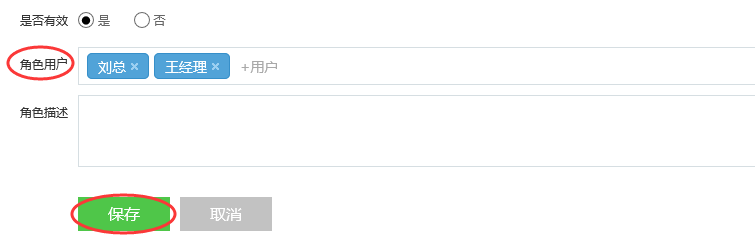 是否有效 是 否
角色用户 刘总 × 王经理 × +用户
角色描述
保存 取消